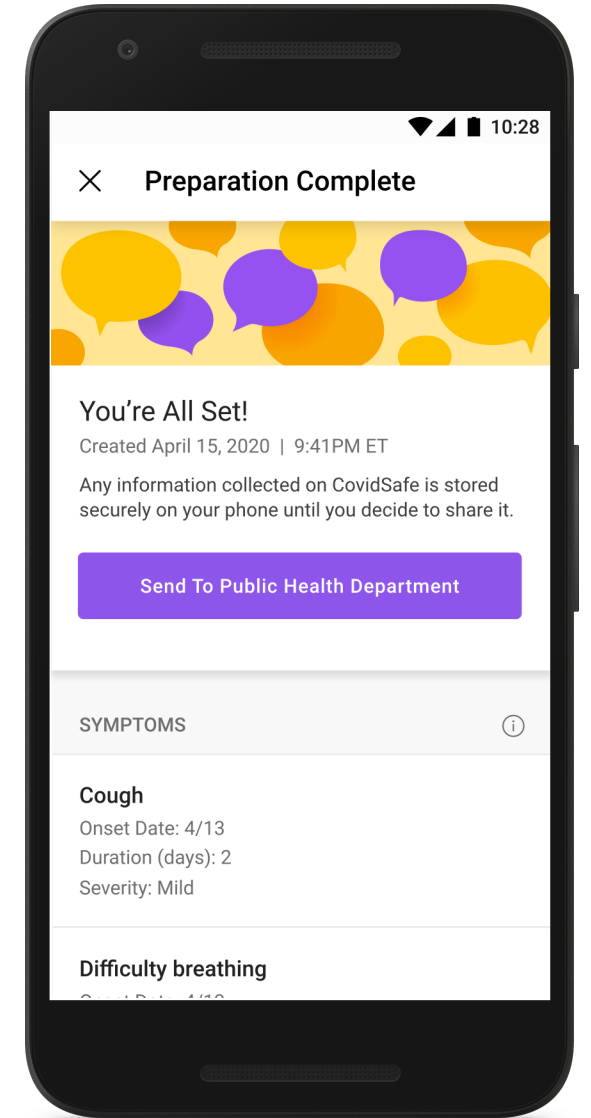 10:28
Preparation Complete
You’re All Set!
Created April 15, 2020 | 9:41PM ET
Any information collected on CovidSafe is stored
securely on your phone until you decide to share it.
Send To Public Health Department
SYMPTOMS
Cough
Onset Date: 4/13
Duration (days): 2
Severity: Mild
Difficulty breathing
Onset Date: